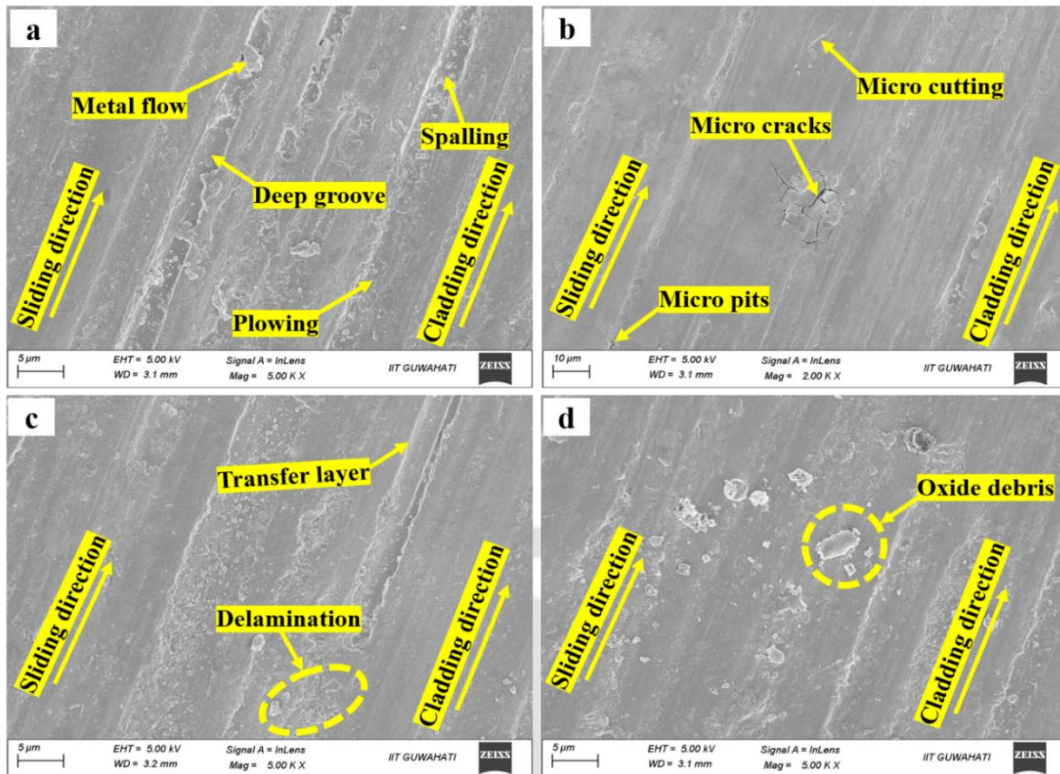 a
Metal flow
Spalling
Deep groove
Plowing
Sliding direction
Cladding direction
5 µm
EHT = 5.00 kV
WD = 3.1 mm
Signal A = InLens
Mag = 5.00 K X
IIT GUWAHATI
ZEISS
b
Micro cutting
Micro cracks
Micro pits
Sliding direction
Cladding direction
10 µm
EHT = 5.00 kV
WD = 3.1 mm
Signal A = InLens
Mag = 2.00 K X
IIT GUWAHATI
ZEISS
c
Transfer layer
Delamination
Sliding direction
Cladding direction
5 µm
EHT = 5.00 kV
WD = 3.2 mm
Signal A = InLens
Mag = 5.00 K X
IIT GUWAHATI
ZEISS
d
Oxide debris
Sliding direction
Cladding direction
5 µm
EHT = 5.00 kV
WD = 3.1 mm
Signal A = InLens
Mag = 5.00 K X
IIT GUWAHATI
ZEISS